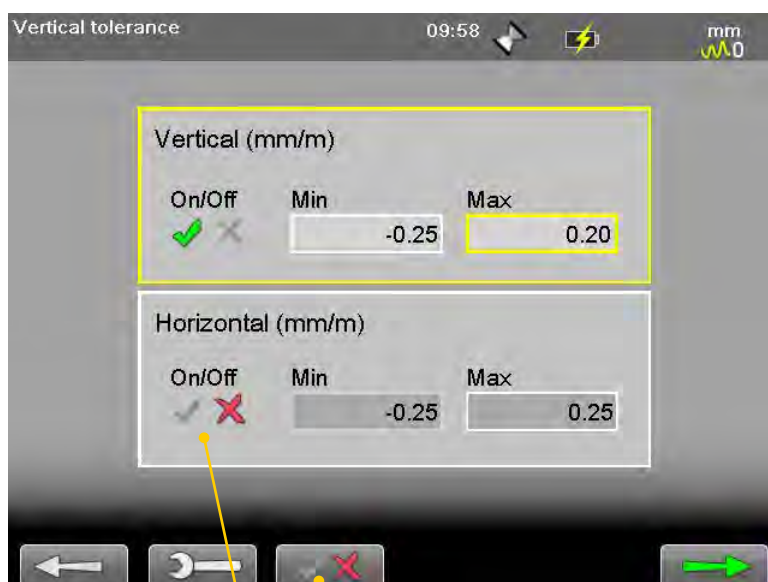 Vertical tolerance 09:58 mm
0
Vertical (mm/m)
On/Off Min Max
-0.25 0.20
Horizontal (mm/m)
On/Off Min Max
-0.25 0.25